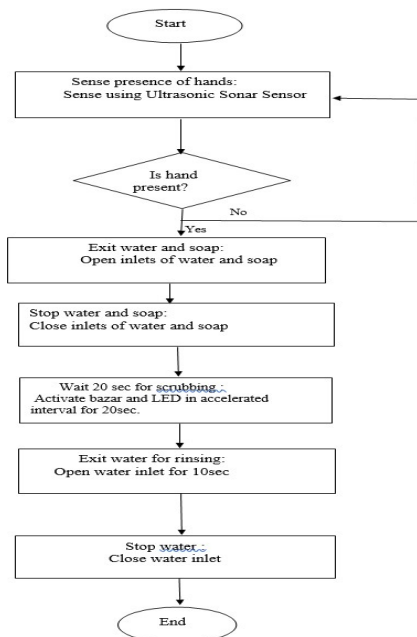 Start
Sense presence of hands:
Sense using Ultrasonic Sonar Sensor
Is hand
present?
No
Yes
Exit water and soap:
Open inlets of water and soap
Stop water and soap:
Close inlets of water and soap
Wait 20 sec for scrubbing :
Activate bazar and LED in accelerated
interval for 20sec.
Exit water for rinsing:
Open water inlet for 10sec
Stop water :
Close water inlet
End